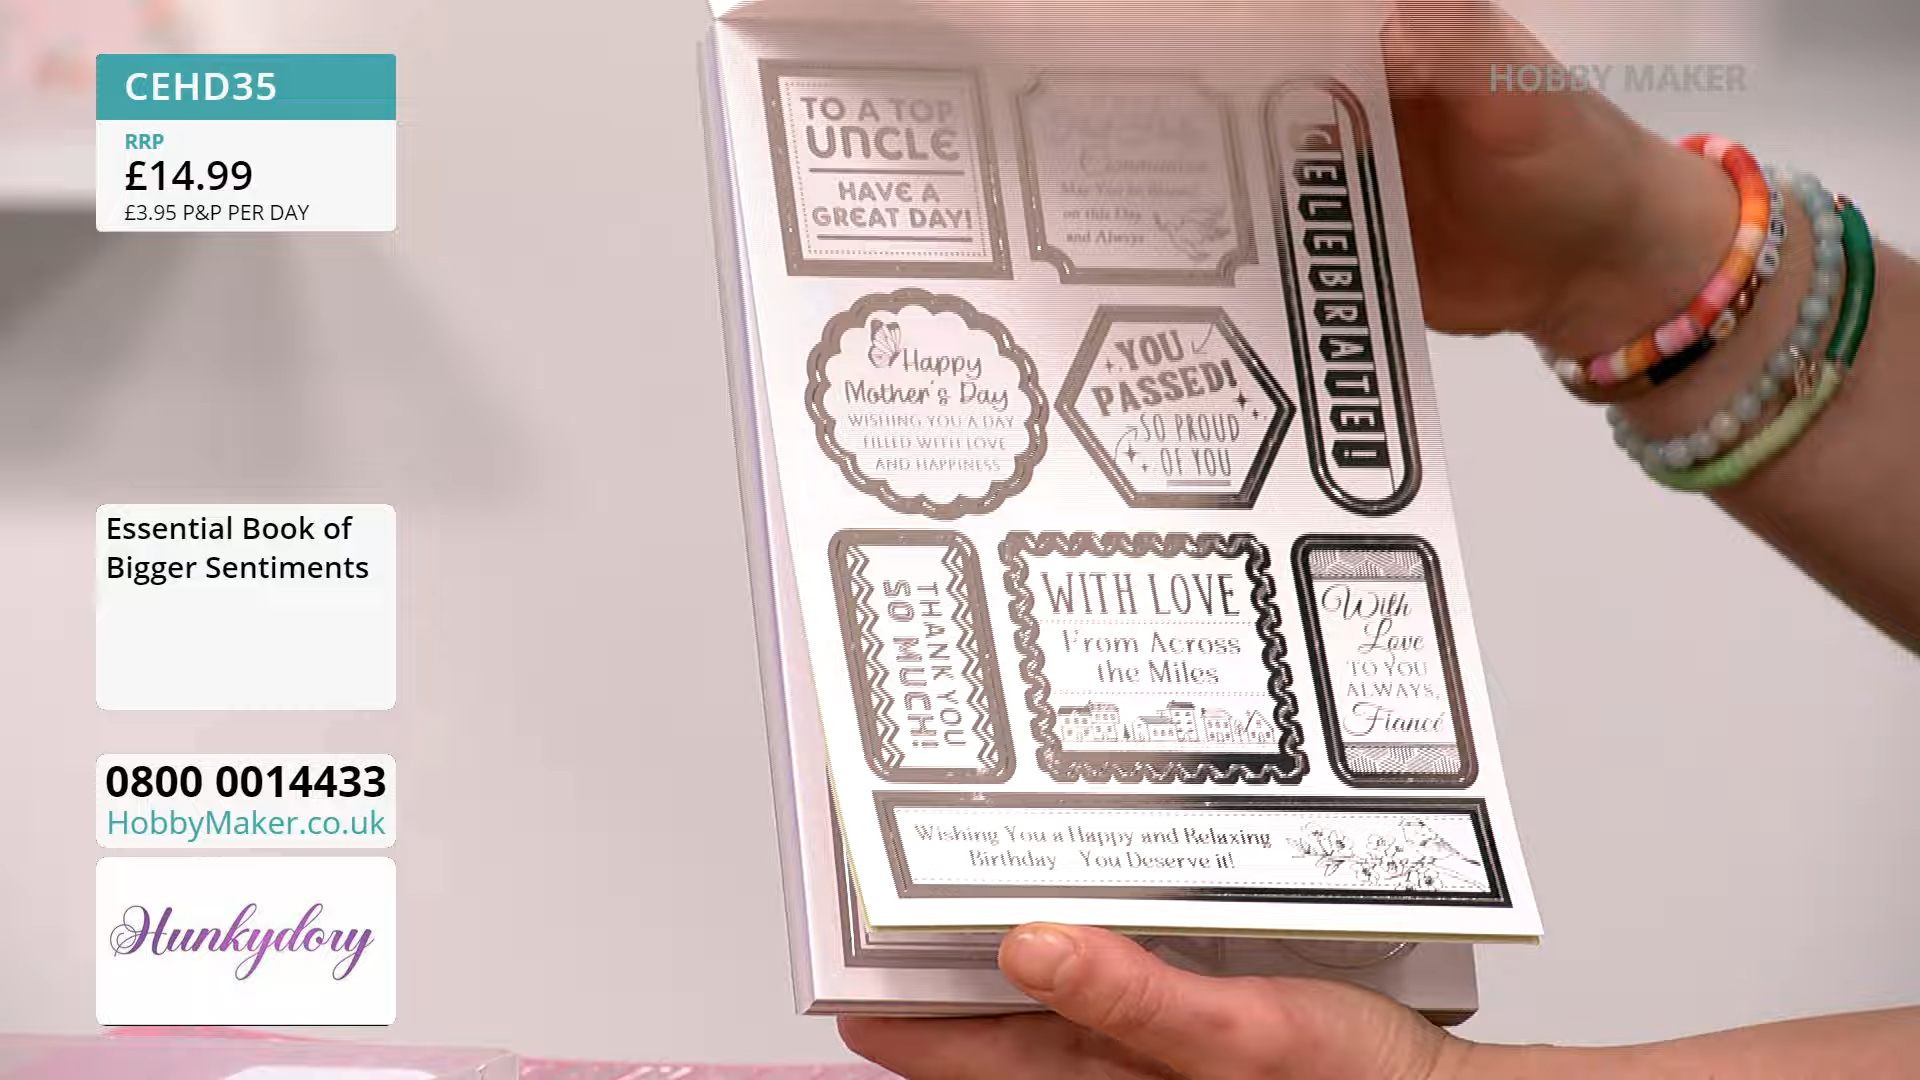 CEHD35
RRP
£14.99
£3.95 P&P PER DAY
Essential Book of
Bigger Sentiments
0800 0014433
HobbyMaker.co.uk
Hunkydory
HOBBY MAKER
TO A TOP
UNCLE
HAVE A
GREAT DAY!
Communion
on this Day
and Always
CELEBRATE!
Happy
Mother's Day
WISHING YOU A DAY
FILLED WITH LOVE
AND HAPPINESS
YOU
PASSED!
SO PROUD
OF YOU
THANK YOU
SO MUCH!
WITH LOVE
From Across
the Miles
With
Love
TO YOU
ALWAYS,
Fiancé
Wishing You a Happy and Relaxing
Birthday You Deserve it!